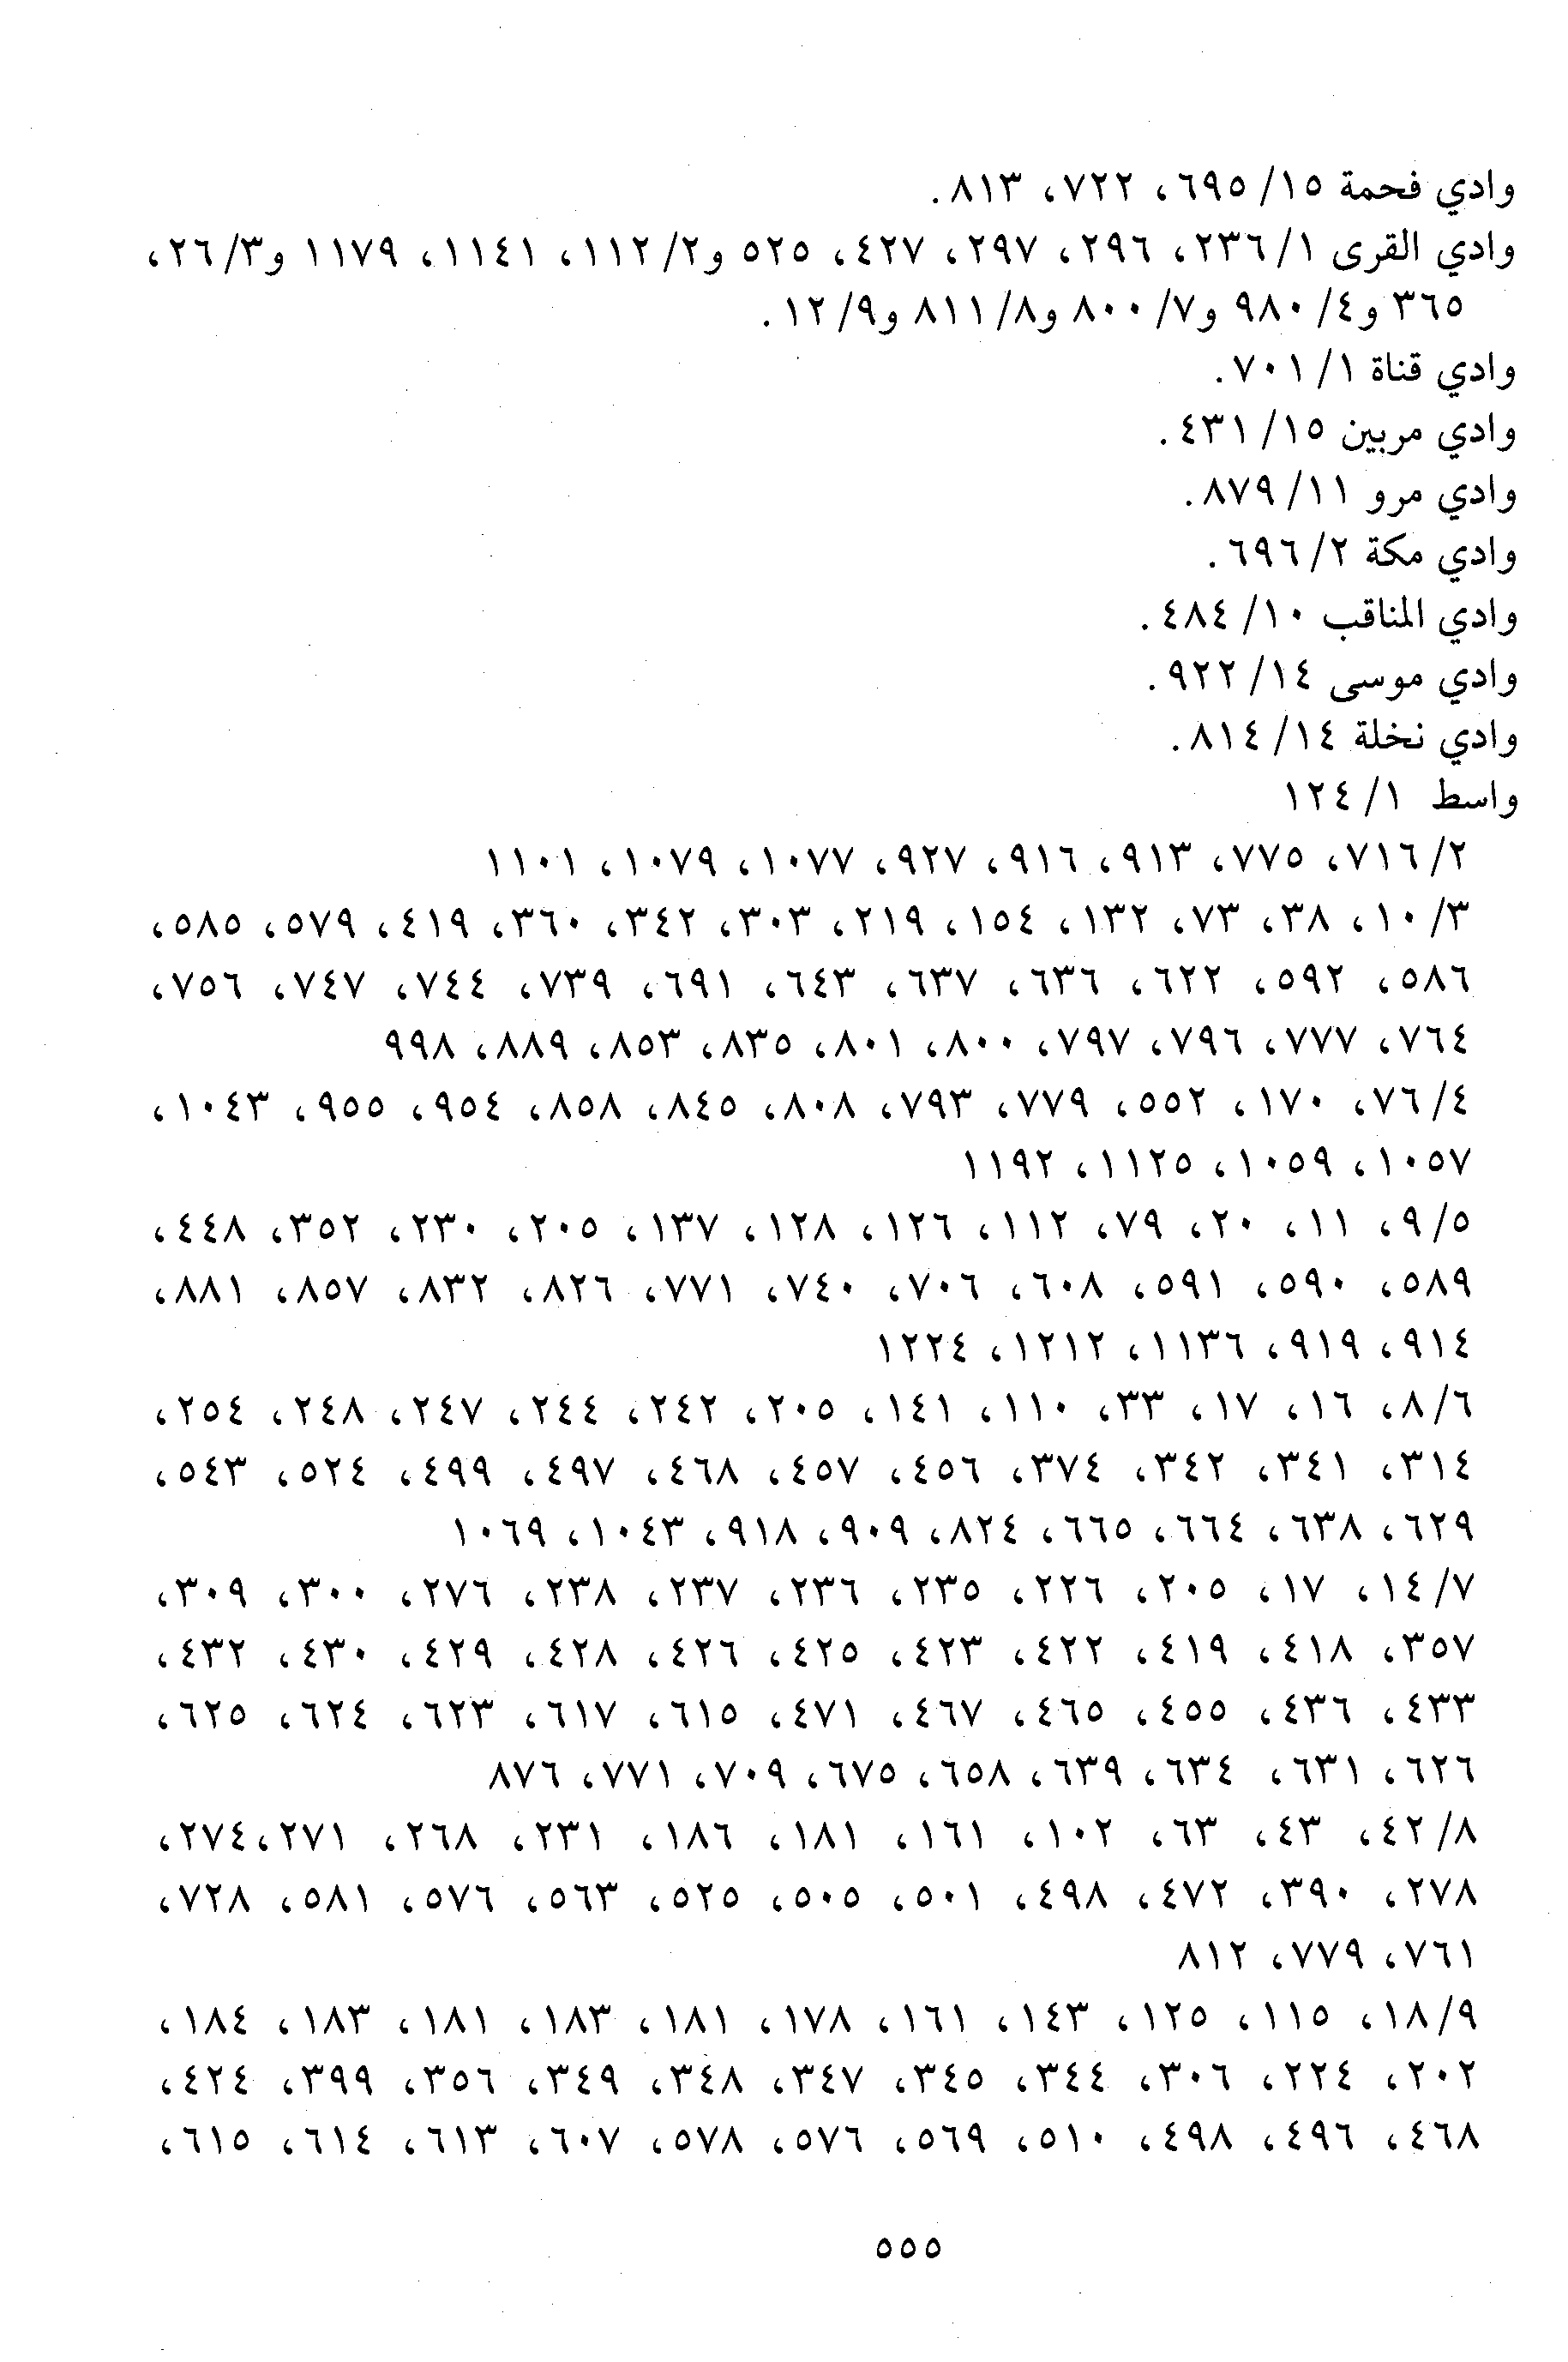 وادي فحمة ١٥/ ٦٩٥، ٧٢٢، ٨١٣.
وادي القرى ١/ ٢٣٦، ٢٩٦، ٢٩٧، ٤٢٧، ٥٢٥ و٢/ ١١٢، ١١٤١، ١١٧٩ و٣/ ٢٦،
٣٦٥ و٤/ ٩٨٠ و٧/ ٨٠٠ و٨/ ٨١١ و٩/ ١٢.
وادي قناة ١/ ٧٠١.
وادي مربين ١٥/ ٤٣١.
وادي مرو ١١/ ٨٧٩.
وادي مكة ٢/ ٦٩٦.
وادي المناقب ١٠/ ٤٨٤.
وادي موسى ١٤/ ٩٢٢.
وادي نخلة ١٤/ ٨١٤.
واسط ١/ ١٢٤
٢/ ٧١٦، ٧٧٥، ٩١٣، ٩١٦، ٩٢٧، ١٠٧٧، ١٠٧٩، ١١٠١
٣/ ١٠، ٣٨، ٧٣، ١٣٢، ١٥٤، ٢١٩، ٣٠٣، ٣٤٢، ٣٦٠، ٤١٩، ٥٧٩، ٥٨٥،
٥٨٦، ٥٩٢، ٦٢٢، ٦٣٦، ٦٣٧، ٦٤٣، ٦٩١، ٧٣٩، ٧٤٤، ٧٤٧، ٧٥٦،
٧٦٤، ٧٧٧، ٧٩٦، ٧٩٧، ٨٠٠، ٨٠١، ٨٣٥، ٨٥٣، ٨٨٩، ٩٩٨
٤/ ٧٦، ١٧٠، ٥٥٢، ٧٧٩، ٧٩٣، ٨٠٨، ٨٤٥، ٨٥٨، ٩٥٤، ٩٥٥، ١٠٤٣،
١٠٥٧، ١٠٥٩، ١١٢٥، ١١٩٢
٥/ ٩، ١١، ٢٠، ٧٩، ١١٢، ١٢٦، ١٢٨، ١٣٧، ٢٠٥، ٢٣٠، ٣٥٢، ٤٤٨،
٥٨٩، ٥٩٠، ٥٩١، ٦٠٨، ٧٠٦، ٧٤٠، ٧٧١، ٨٢٦، ٨٣٢، ٨٥٧، ٨٨١،
٩١٤، ٩١٩، ١١٣٦، ١٢١٢، ١٢٢٤
٦/ ٨، ١٦، ١٧، ٣٣، ١١٠، ١٤١، ٢٠٥، ٢٤٢، ٢٤٤، ٢٤٧، ٢٤٨، ٢٥٤،
٣١٤، ٣٤١، ٣٤٢، ٣٧٤، ٤٥٦، ٤٥٧، ٤٦٨، ٤٩٧، ٤٩٩، ٥٢٤، ٥٤٣،
٦٢٩، ٦٣٨، ٦٦٤، ٦٦٥، ٨٢٤، ٩٠٩، ٩١٨، ١٠٤٣، ١٠٦٩
٧/ ١٤، ١٧، ٢٠٥، ٢٢٦، ٢٣٥، ٢٣٦، ٢٣٧، ٢٣٨، ٢٧٦، ٣٠٠، ٣٠٩،
٣٥٧، ٤١٨، ٤١٩، ٤٢٢، ٤٢٣، ٤٢٥، ٤٢٦، ٤٢٨، ٤٢٩، ٤٣٠، ٤٣٢،
٤٣٣، ٤٣٦، ٤٥٥، ٤٦٥، ٤٦٧، ٤٧١، ٦١٥، ٦١٧، ٦٢٣، ٦٢٤، ٦٢٥،
٦٢٦، ٦٣١، ٦٣٤، ٦٣٩، ٦٥٨، ٦٧٥، ٧٠٩، ٧٧١، ٨٧٦
٨/ ٤٢، ٤٣، ٦٣، ١٠٢، ١٦١، ١٨١، ١٨٦، ٢٣١، ٢٦٨، ٢٧١،٢٧٤،
٢٧٨، ٣٩٠، ٤٧٢، ٤٩٨، ٥٠١، ٥٠٥، ٥٢٥، ٥٦٣، ٥٧٦، ٥٨١، ٧٢٨،
٧٦١، ٧٧٩، ٨١٢
٩/ ١٨، ١١٥، ١٢٥، ١٤٣، ١٦١، ١٧٨، ١٨١، ١٨٣، ١٨١، ١٨٣، ١٨٤،
٢٠٢، ٢٢٤، ٣٠٦، ٣٤٤، ٣٤٥، ٣٤٧، ٣٤٨، ٣٤٩، ٣٥٦، ٣٩٩، ٤٢٤،
٤٦٨، ٤٩٦، ٤٩٨، ٥١٠، ٥٦٩، ٥٧٦، ٥٧٨، ٦٠٧، ٦١٣، ٦١٤، ٦١٥،
٥٥٥